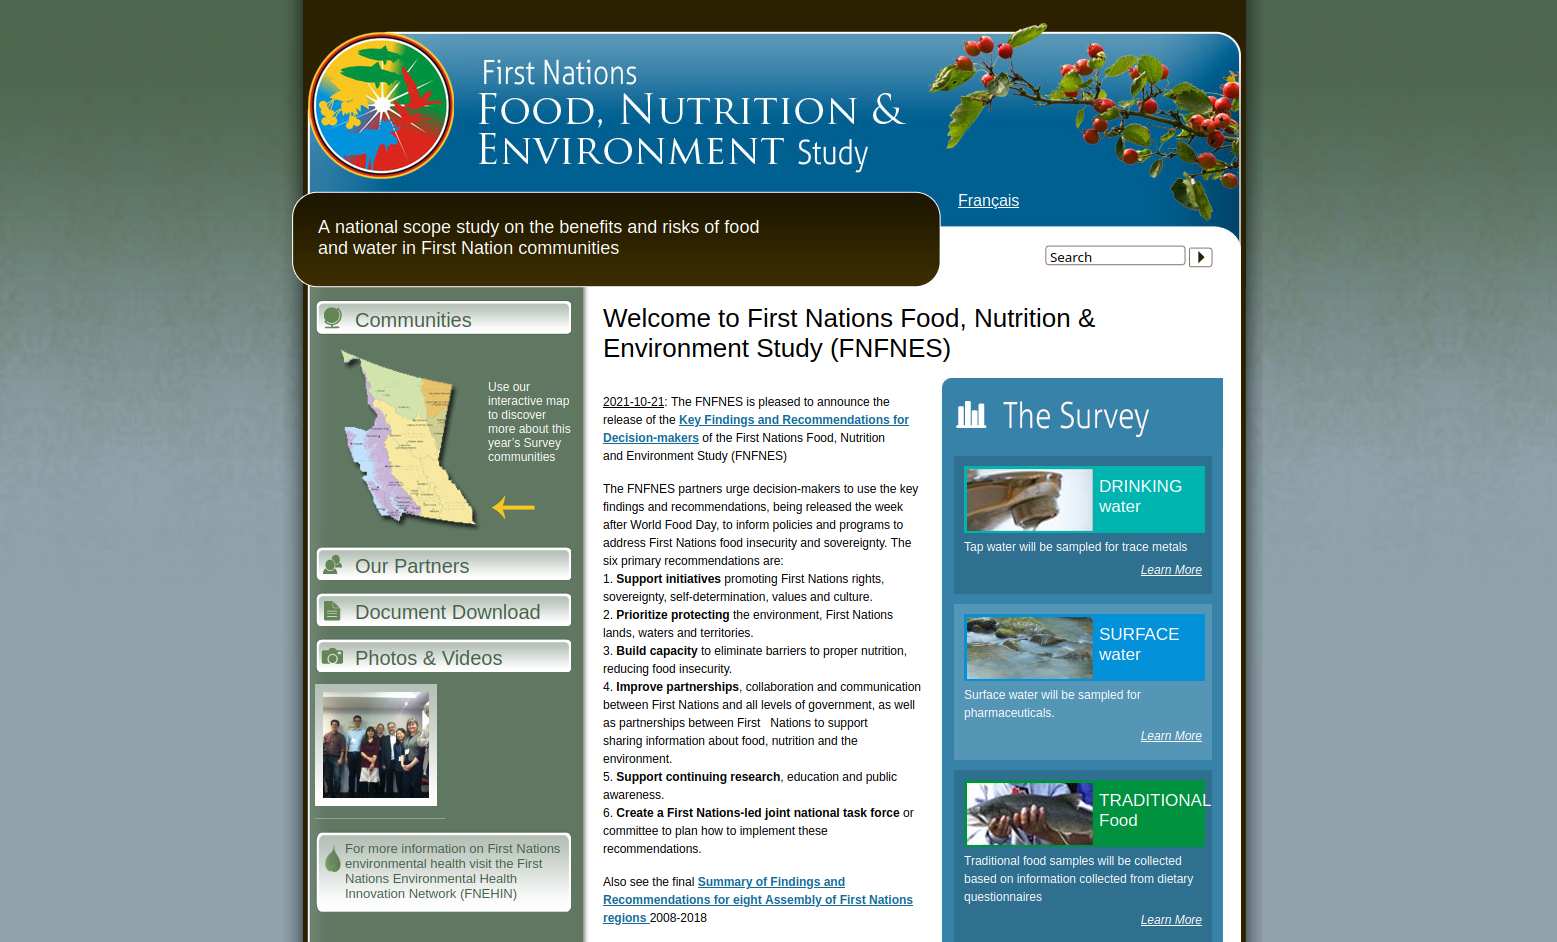 First Nations
FOOD, NUTRITION &
ENVIRONMENT Study
Français
A national scope study on the benefits and risks of food
and water in First Nation communities
Search
Communities
Use our
interactive map
to discover
more about this
year's Survey
communities
Our Partners
Document Download
Photos & Videos
For more information on First Nations
environmental health visit the First
Nations Environmental Health
Innovation Network (FNEHIN)
Welcome to First Nations Food, Nutrition &
Environment Study (FNFNES)
2021-10-21: The FNFNES is pleased to announce the
release of the Key Findings and Recommendations for
Decision-makers of the First Nations Food, Nutrition
and Environment Study (FNFNES)
The FNFNES partners urge decision-makers to use the key
findings and recommendations, being released the week
after World Food Day, to inform policies and programs to
address First Nations food insecurity and sovereignty. The
six primary recommendations are:
1. Support initiatives promoting First Nations rights,
sovereignty, self-determination, values and culture.
2. Prioritize protecting the environment, First Nations
lands, waters and territories.
3. Build capacity to eliminate barriers to proper nutrition,
reducing food insecurity.
4. Improve partnerships, collaboration and communication
between First Nations and all levels of government, as well
as partnerships between First   Nations to support
sharing information about food, nutrition and the
environment.
5. Support continuing research, education and public
awareness.
6. Create a First Nations-led joint national task force or
committee to plan how to implement these
recommendations.
Also see the final Summary of Findings and
Recommendations for eight Assembly of First Nations
regions 2008-2018
The Survey
DRINKING
water
Tap water will be sampled for trace metals
Learn More
SURFACE
water
Surface water will be sampled for
pharmaceuticals.
Learn More
TRADITIONAL
Food
Traditional food samples will be collected
based on information collected from dietary
questionnaires
Learn More